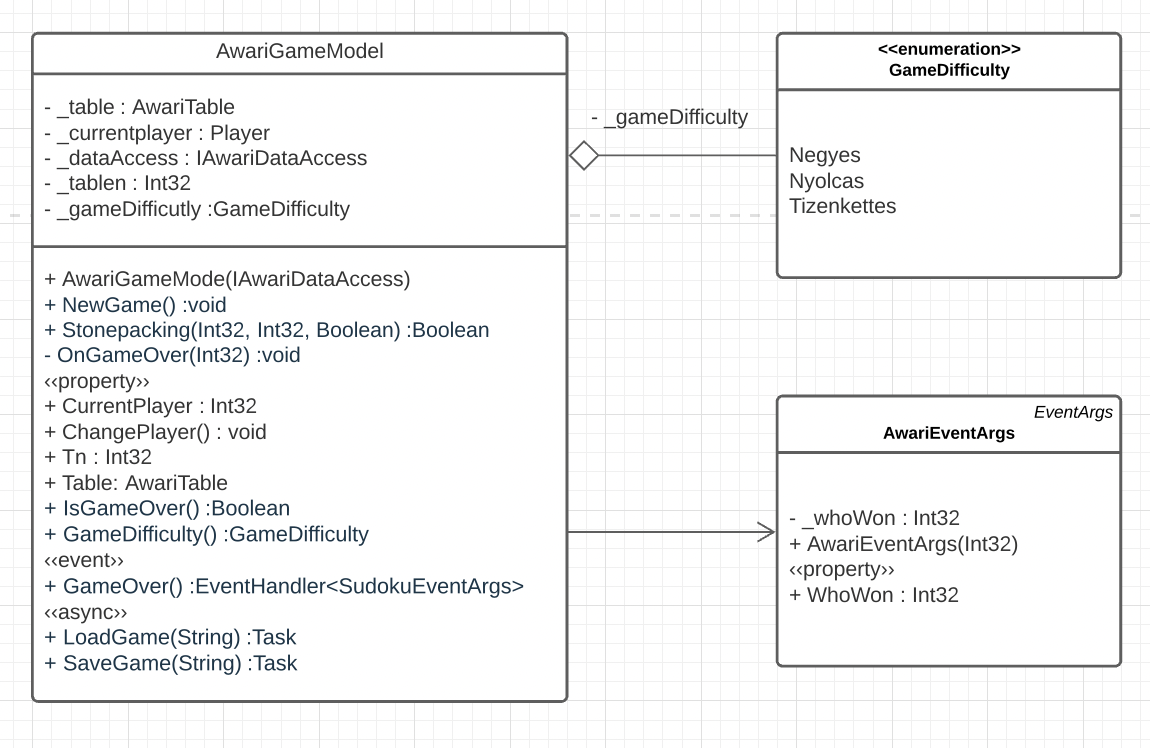 AwariGameModel
- _table : AwariTable
- _currentplayer : Player
- _dataAccess : IAwariDataAccess
- _tablen : Int32
- _gameDifficutly :GameDifficulty
+ AwariGameMode(IAwariDataAccess)
+ NewGame() :void
+ Stonepacking(Int32, Int32, Boolean) :Boolean
- OnGameOver(Int32) :void
‹‹property››
+ CurrentPlayer : Int32
+ ChangePlayer() : void
+ Tn : Int32
+ Table: AwariTable
+ IsGameOver() :Boolean
+ GameDifficulty() :GameDifficulty
‹‹event››
+ GameOver() :EventHandler<SudokuEventArgs>
‹‹async››
+ LoadGame(String) :Task
+ SaveGame(String) :Task
- _gameDifficulty
<<enumeration>>
GameDifficulty
Negyes
Nyolcas
Tizenkettes
EventArgs
AwariEventArgs
- _whoWon : Int32
+ AwariEventArgs(Int32)
‹‹property››
+ WhoWon : Int32